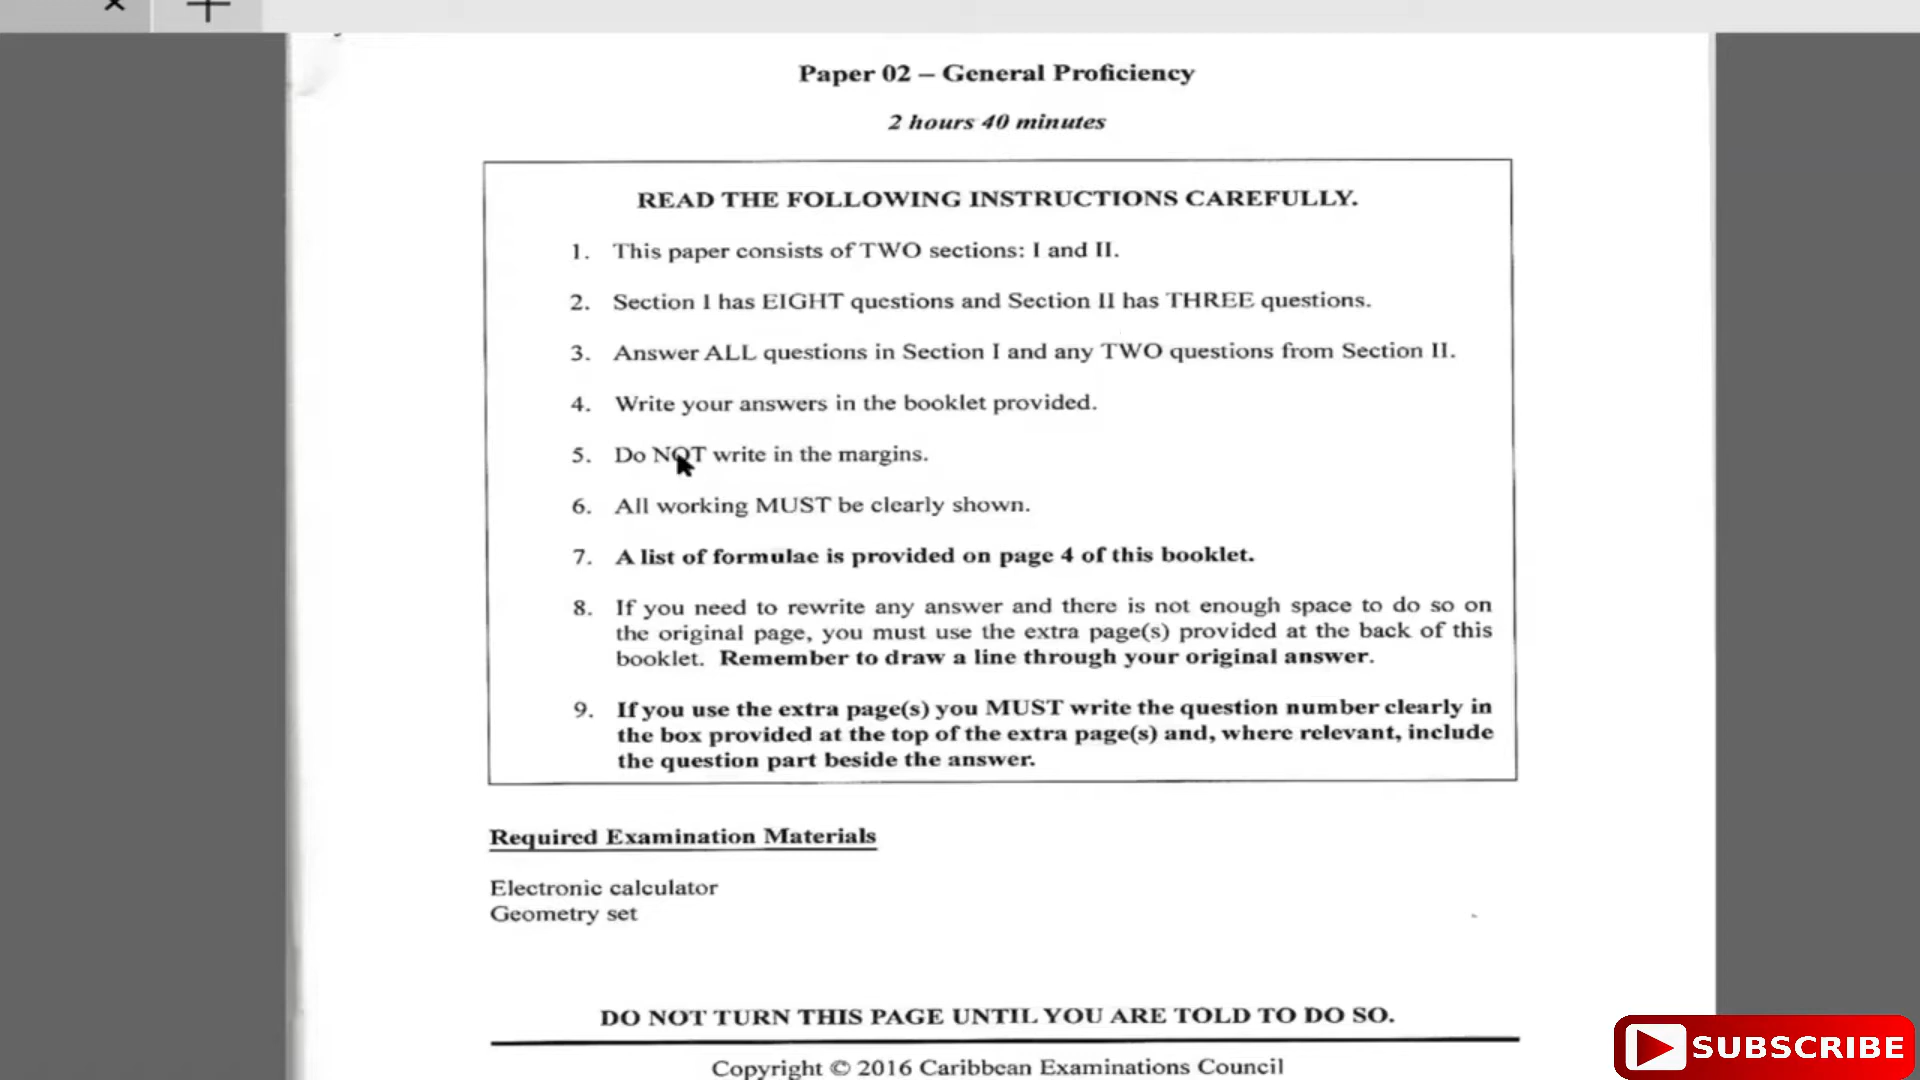 Paper 02 – General Proficiency
2 hours 40 minutes
READ THE FOLLOWING INSTRUCTIONS CAREFULLY.
1. This paper consists of TWO sections: I and II.
2. Section I has EIGHT questions and Section II has THREE questions.
3. Answer ALL questions in Section I and any TWO questions from Section II.
4. Write your answers in the booklet provided.
5. Do NOT write in the margins.
6. All working MUST be clearly shown.
7. A list of formulae is provided on page 4 of this booklet.
8. If you need to rewrite any answer and there is not enough space to do so on
the original page, you must use the extra page(s) provided at the back of this
booklet. Remember to draw a line through your original answer.
9. If you use the extra page(s) you MUST write the question number clearly in
the box provided at the top of the extra page(s) and, where relevant, include
the question part beside the answer.
Required Examination Materials
Electronic calculator
Geometry set
DO NOT TURN THIS PAGE UNTIL YOU ARE TOLD TO DO SO.
Copyright © 2016 Caribbean Examinations Council
SUBSCRIBE